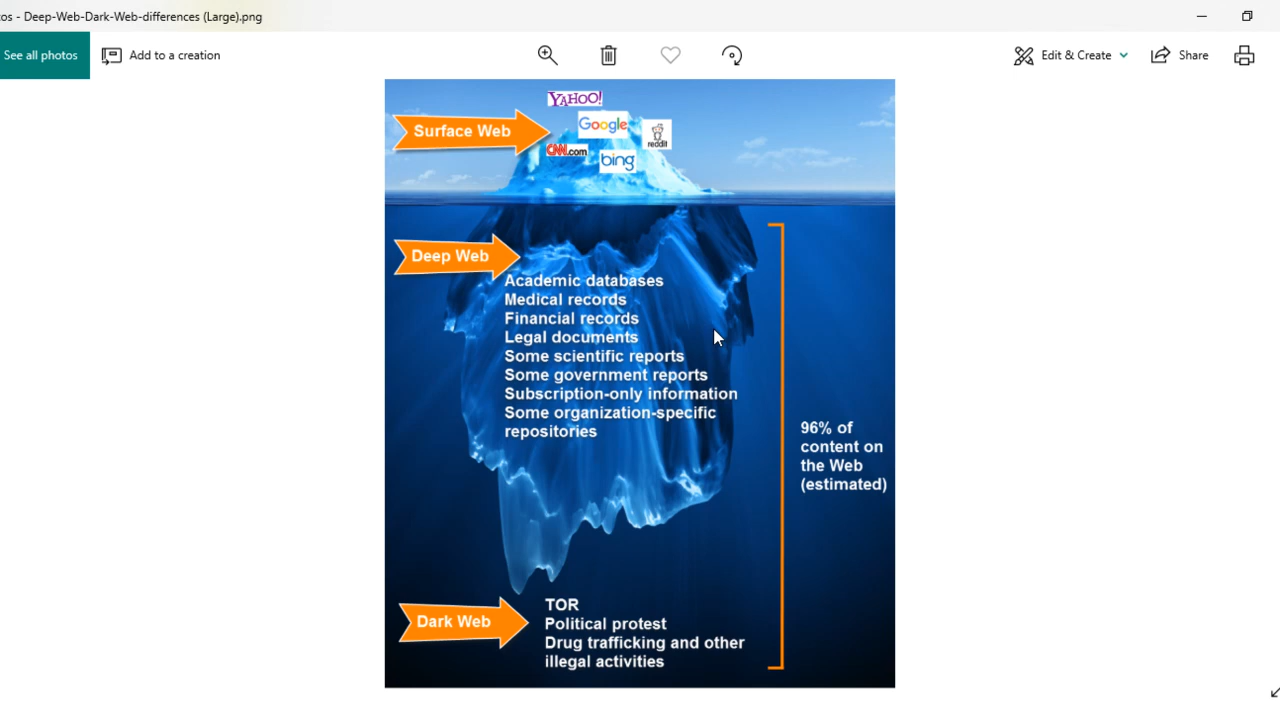 os - Deep-Web-Dark-Web-differences (Large).png
See all photos
Add to a creation
Edit & Create
Share
YAHOO!
Google
Surface Web
reddit
CNN.com
bing
Deep Web
Academic databases
Medical records
Financial records
Legal documents
Some scientific reports
Some government reports
Subscription-only information
Some organization-specific
repositories
96% of
content on
the Web
(estimated)
Dark Web
TOR
Political protest
Drug trafficking and other
illegal activities